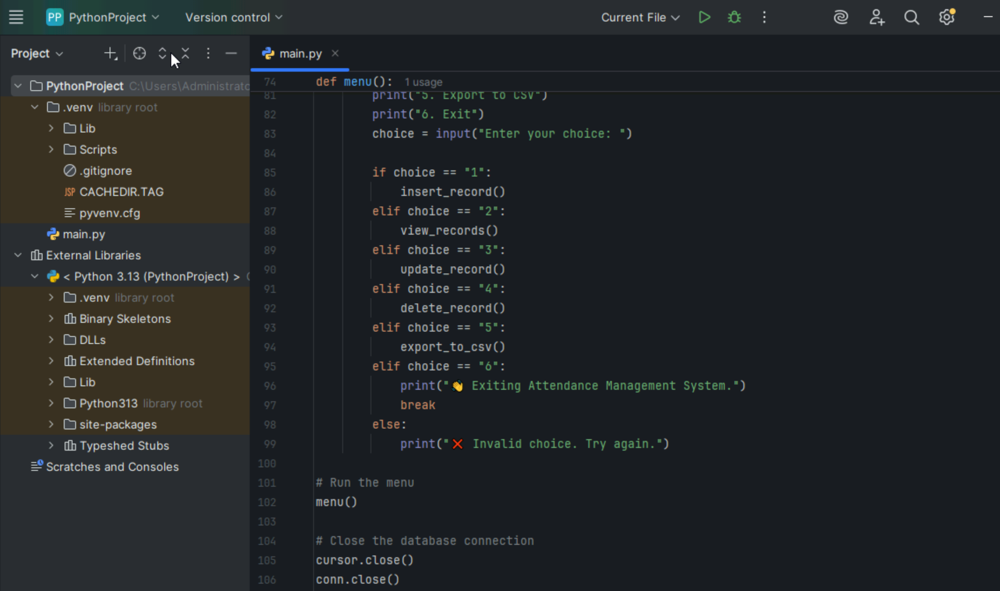 PP PythonProject Version control Current File
Project
main.py
PythonProject C:\Users\Administrato
.venv library root
Lib
Scripts
.gitignore
JSP CACHEDIR.TAG
pyvenv.cfg
main.py
External Libraries
< Python 3.13 (PythonProject) >
.venv library root
Binary Skeletons
DLLs
Extended Definitions
Lib
Python313 library root
site-packages
Typeshed Stubs
Scratches and Consoles
74 def menu(): 1 usage
81 print("5. Export to CSV")
82 print("6. Exit")
83 choice = input("Enter your choice: ")
84
85 if choice == "1":
86 insert_record()
87 elif choice == "2":
88 view_records()
89 elif choice == "3":
90 update_record()
91 elif choice == "4":
92 delete_record()
93 elif choice == "5":
94 export_to_csv()
95 elif choice == "6":
96 print("👋 Exiting Attendance Management System.")
97 break
98 else:
99 print("❌ Invalid choice. Try again.")
100
101 # Run the menu
102 menu()
103
104 # Close the database connection
105 cursor.close()
106 conn.close()